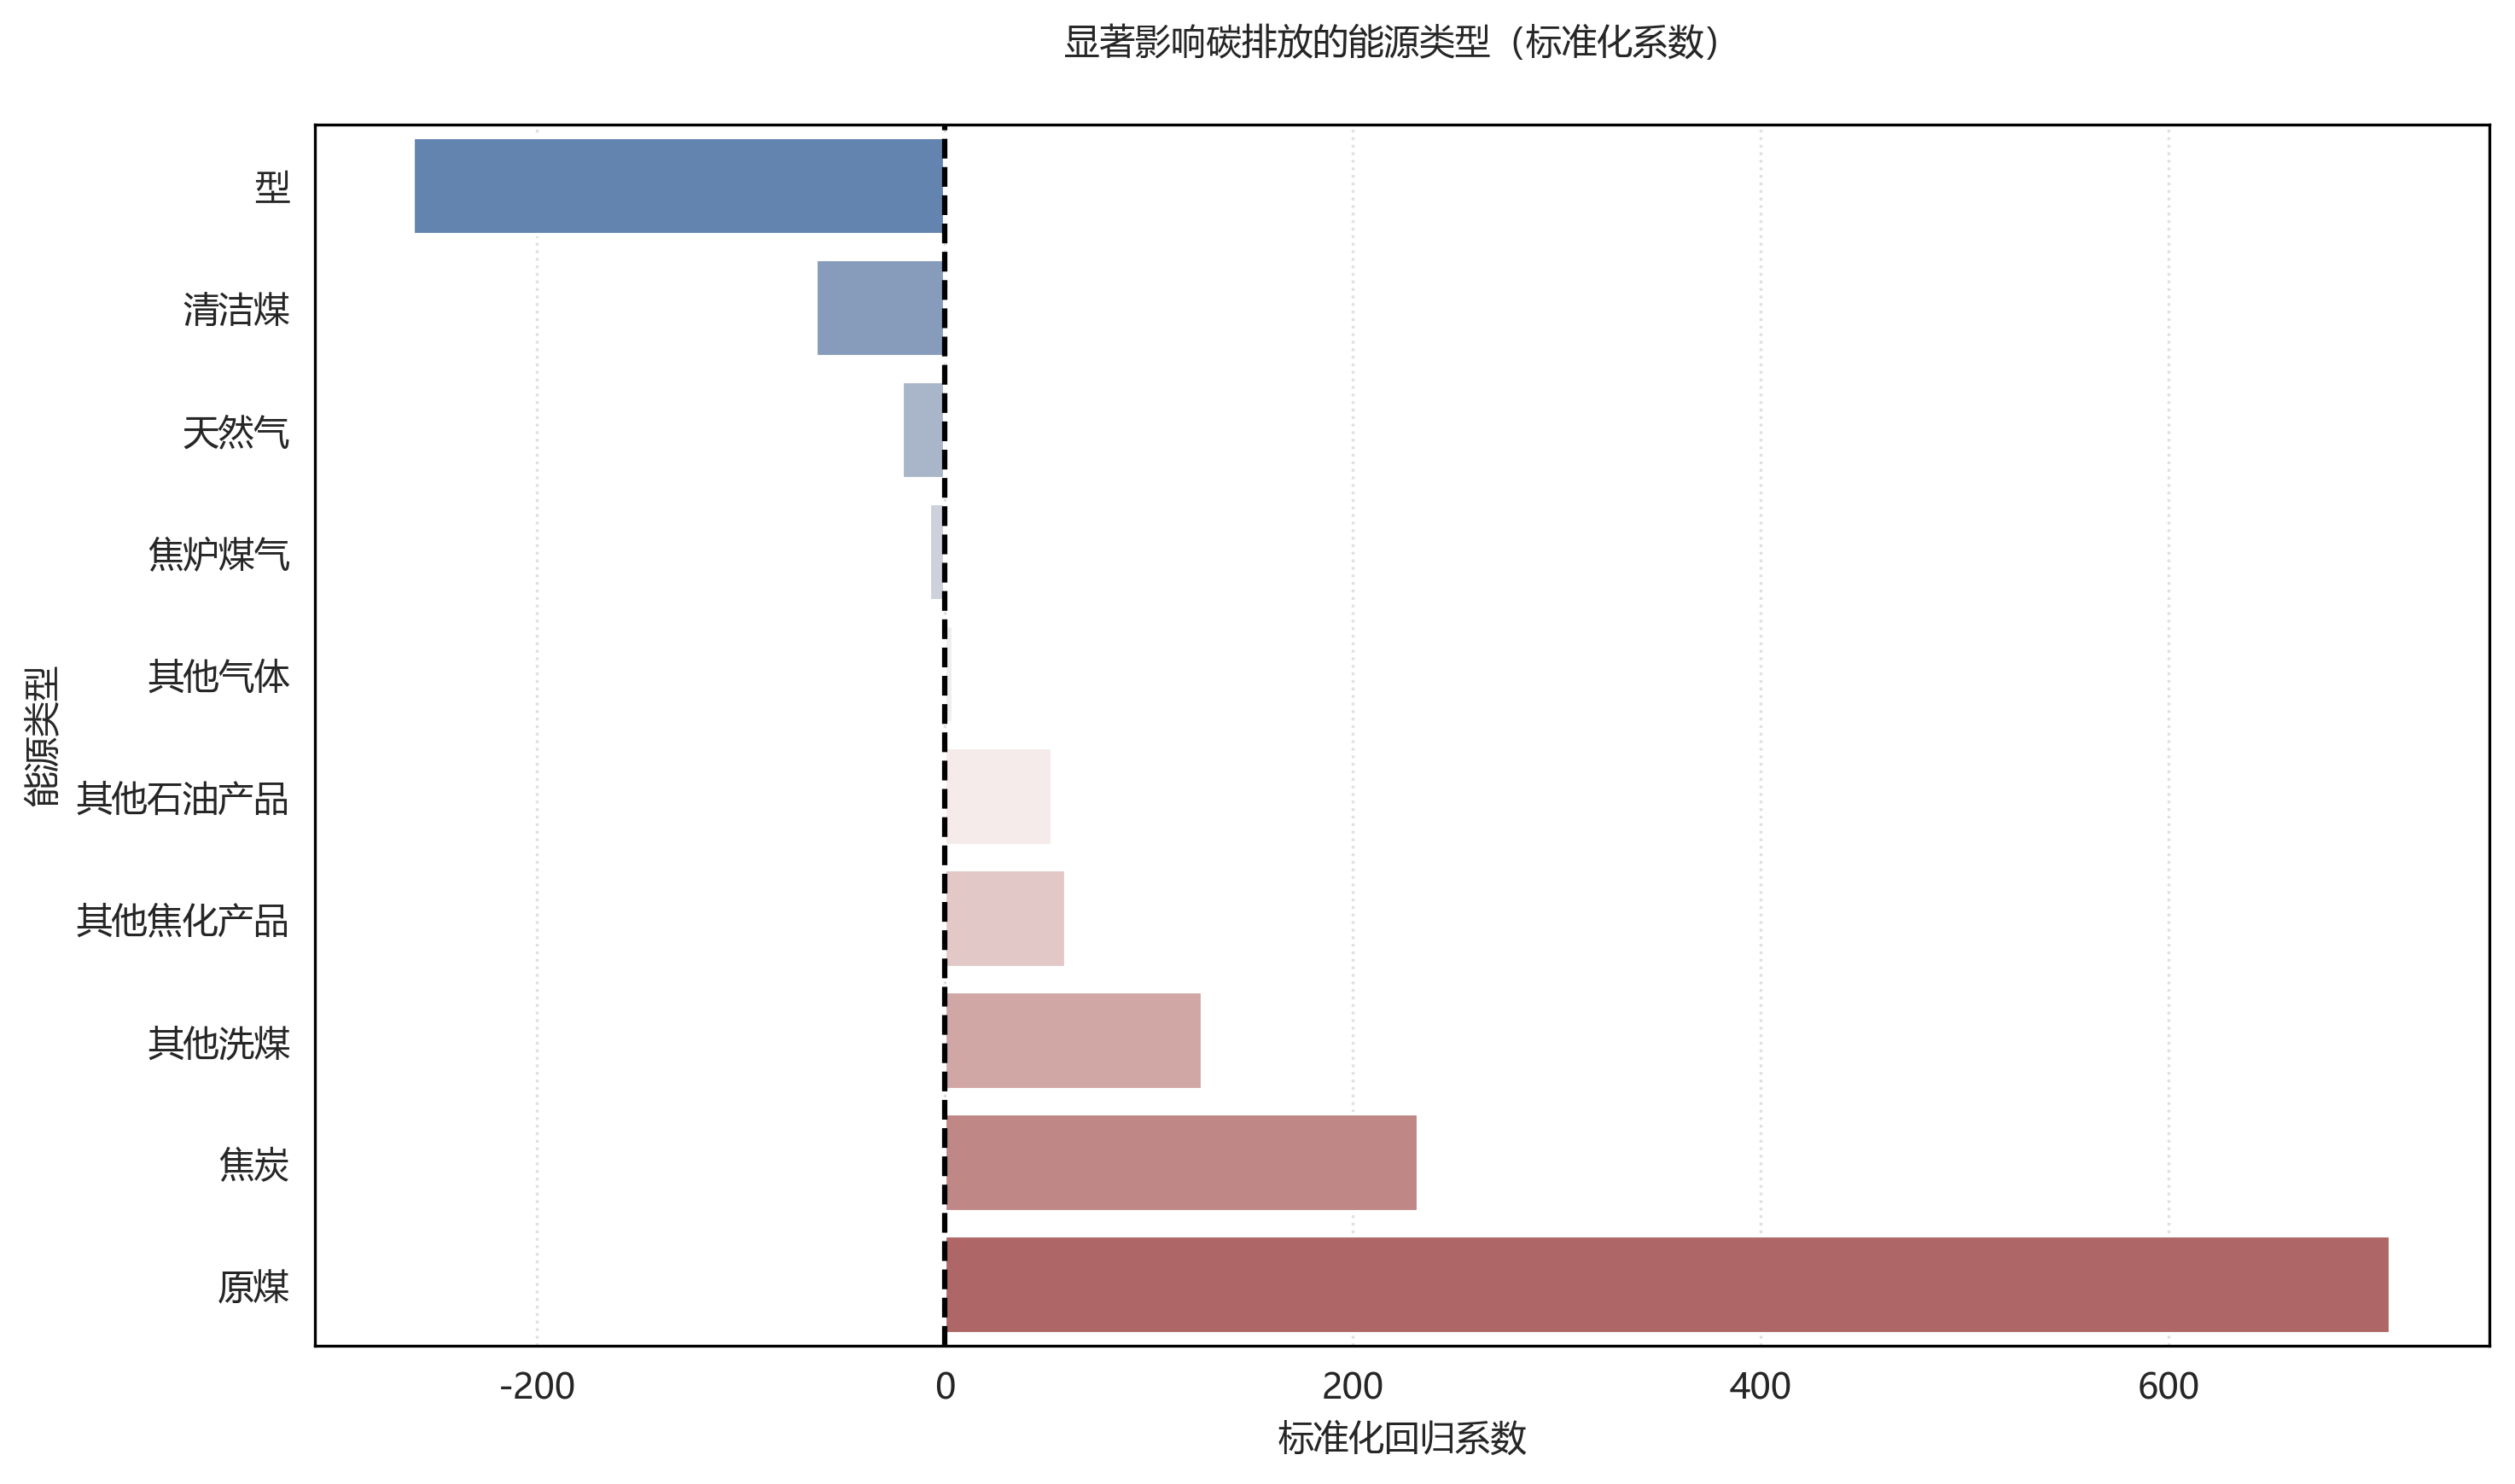 显著影响碳排放的能源类型（标准化系数）
能源类型
型
清洁煤
天然气
焦炉煤气
其他气体
其他石油产品
其他焦化产品
其他洗煤
焦炭
原煤
-200 0 200 400 600
标准化回归系数